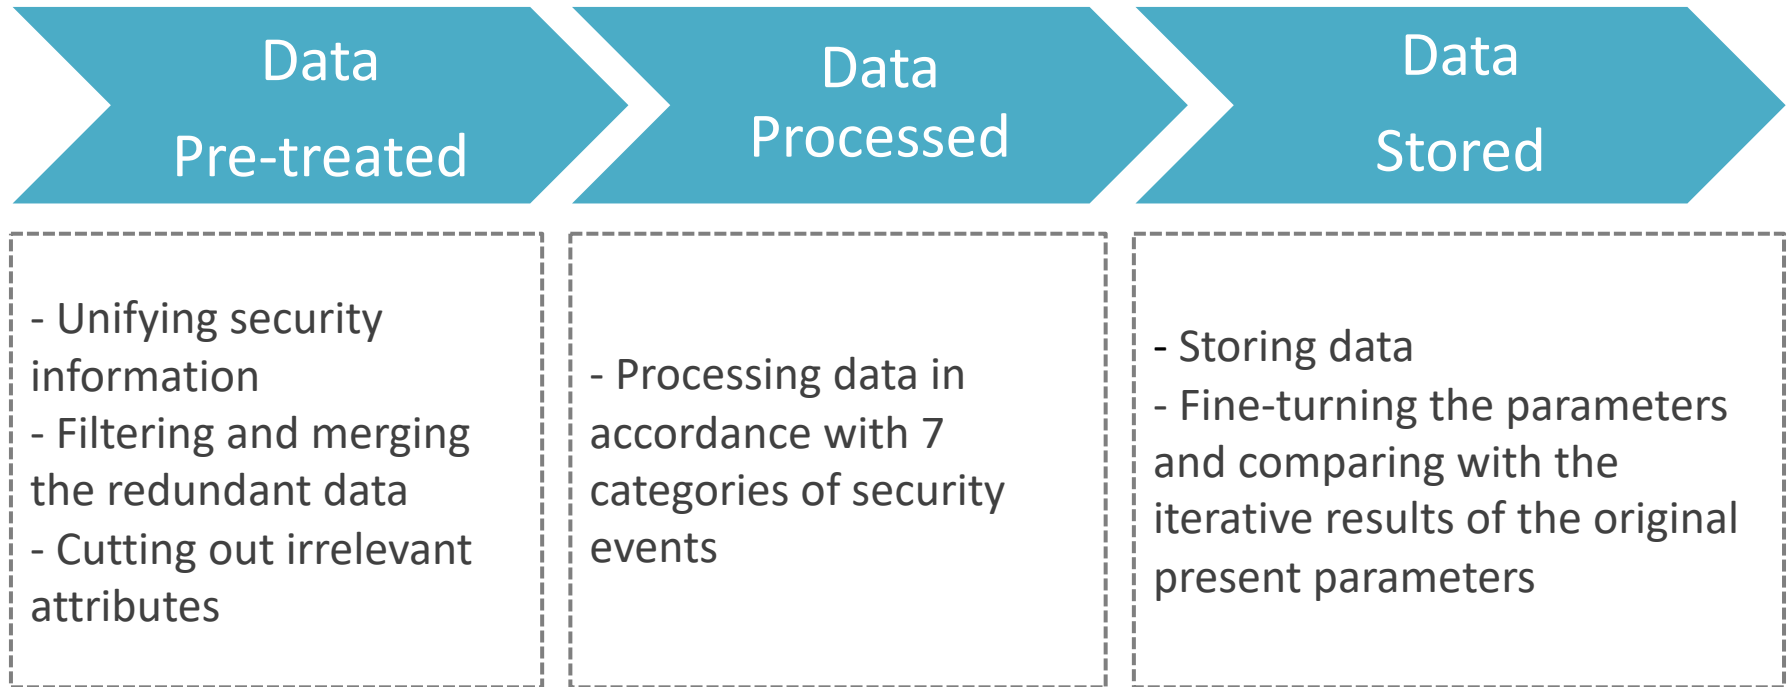 Data
Pre-treated
Data
Processed
Data
Stored
- Unifying security
information
- Filtering and merging
the redundant data
- Cutting out irrelevant
attributes
- Processing data in
accordance with 7
categories of security
events
- Storing data
- Fine-turning the parameters
and comparing with the
iterative results of the original
present parameters